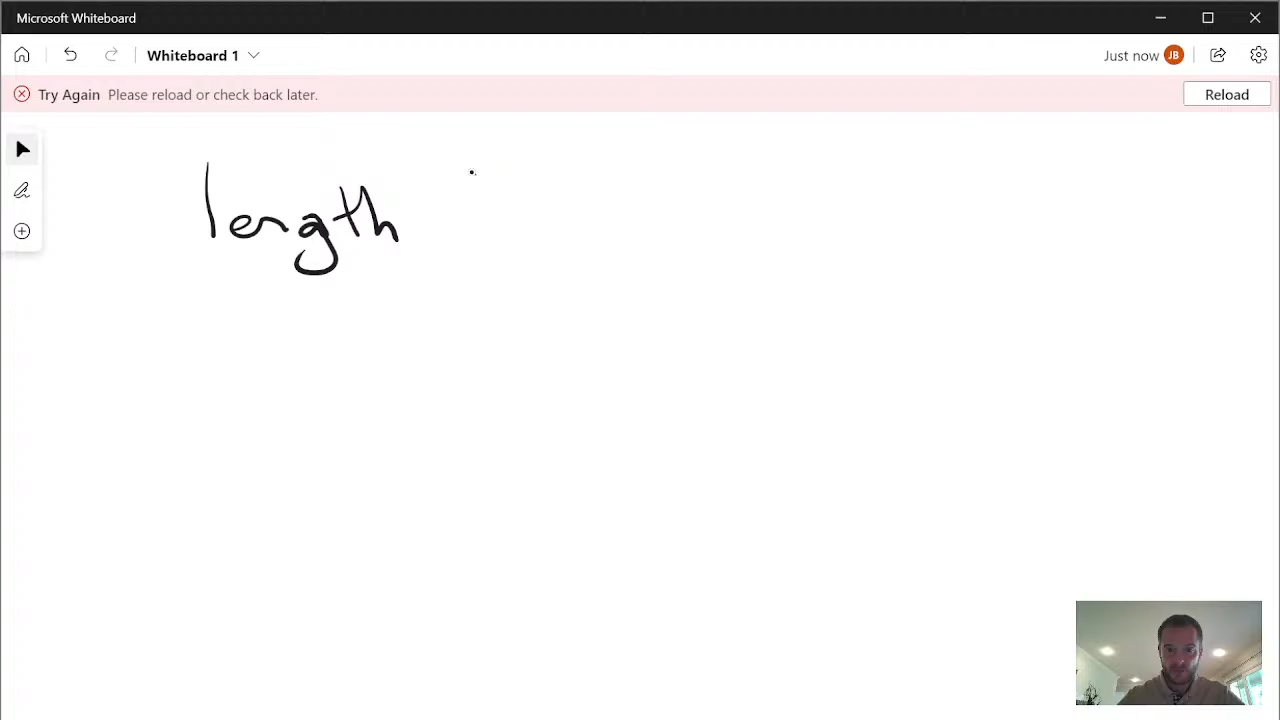 Microsoft Whiteboard
Whiteboard 1
Just now JB
Try Again Please reload or check back later.
Reload
length